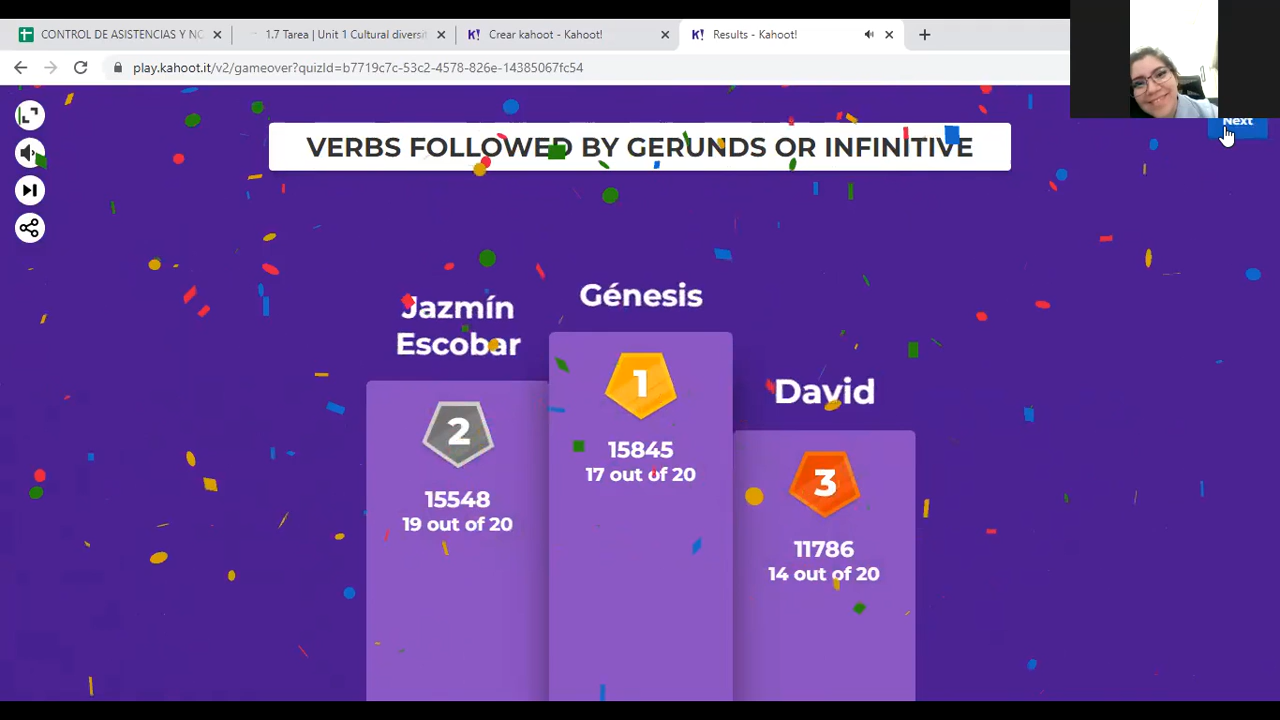 CONTROL DE ASISTENCIAS Y NO
1.7 Tarea | Unit 1 Cultural diversit
K! Crear kahoot - Kahoot!
K! Results - Kahoot!
play.kahoot.it/v2/gameover?quizId=b7719c7c-53c2-4578-826e-14385067fc54
Next
VERBS FOLLOWED BY GERUNDS OR INFINITIVE
Génesis
Jazmín
Escobar
David
1
15845
17 out of 20
2
15548
19 out of 20
3
11786
14 out of 20